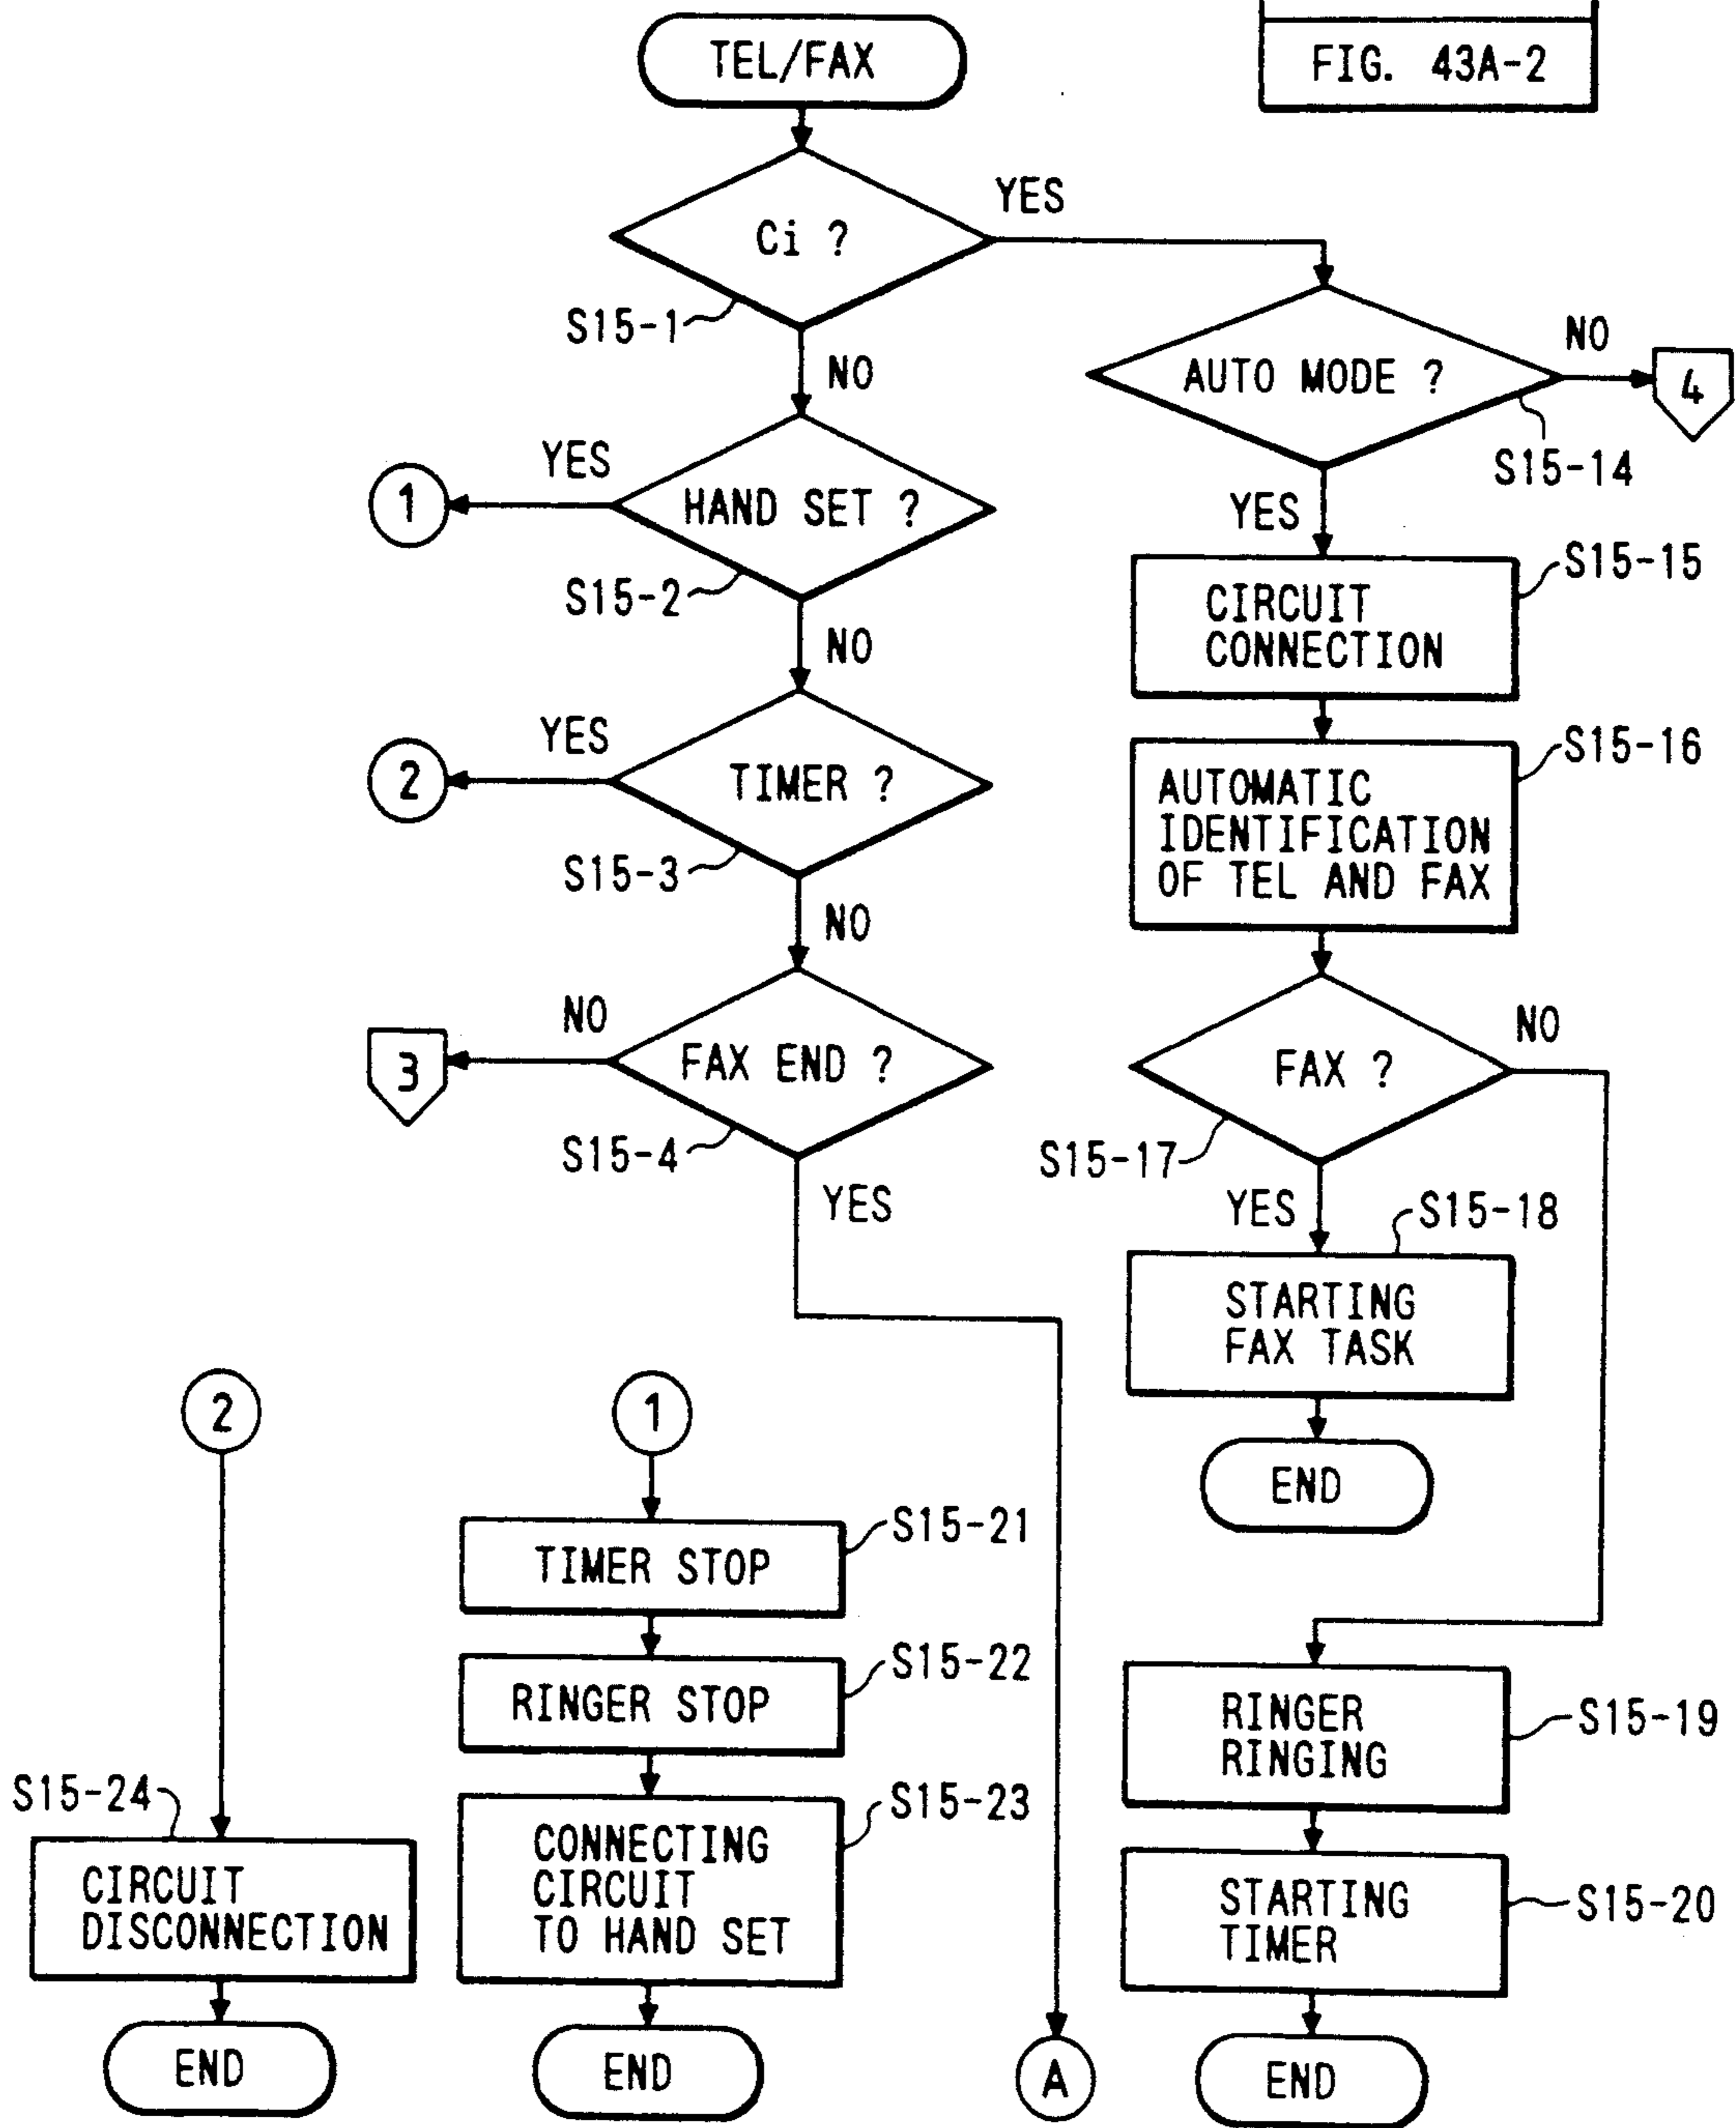 TEL/FAX
FIG. 43A-2
Ci ?
YES
S15-1
NO
AUTO MODE ?
NO
4
S15-14
YES
HAND SET ?
YES
1
S15-2
NO
CIRCUIT
CONNECTION
S15-15
TIMER ?
YES
2
S15-3
NO
AUTOMATIC
IDENTIFICATION
OF TEL AND FAX
S15-16
FAX END ?
NO
3
S15-4
YES
FAX ?
NO
S15-17
YES
S15-18
STARTING
FAX TASK
END
2
1
TIMER STOP
S15-21
RINGER STOP
S15-22
RINGER
RINGING
S15-19
S15-24
CIRCUIT
DISCONNECTION
END
CONNECTING
CIRCUIT
TO HAND SET
S15-23
END
A
STARTING
TIMER
S15-20
END